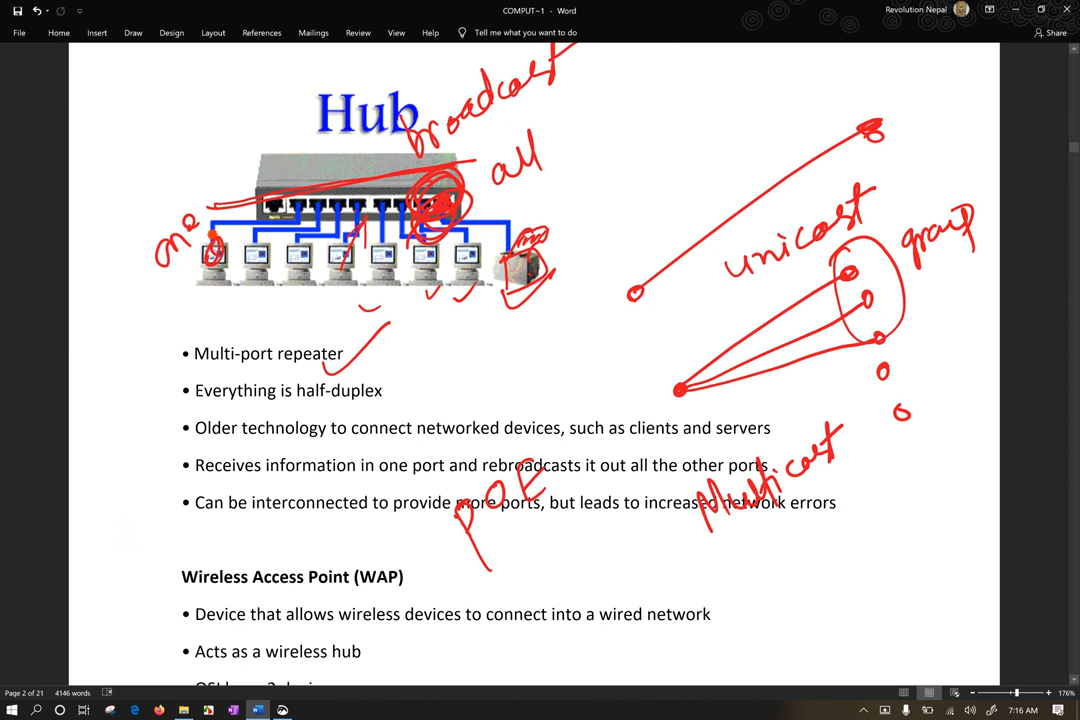 COMPUT~1 - Word
Revolution Nepal
File Home Insert Draw Design Layout References Mailings Review View Help Tell me what you want to do
Share
Hub
broadcast
all
one
unicast
group
• Multi-port repeater
• Everything is half-duplex
• Older technology to connect networked devices, such as clients and servers
• Receives information in one port and rebroadcasts it out all the other ports
• Can be interconnected to provide more ports, but leads to increased network errors
POE
Multicast
Wireless Access Point (WAP)
• Device that allows wireless devices to connect into a wired network
• Acts as a wireless hub
Page 2 of 21 4146 words
176%
7:16 AM